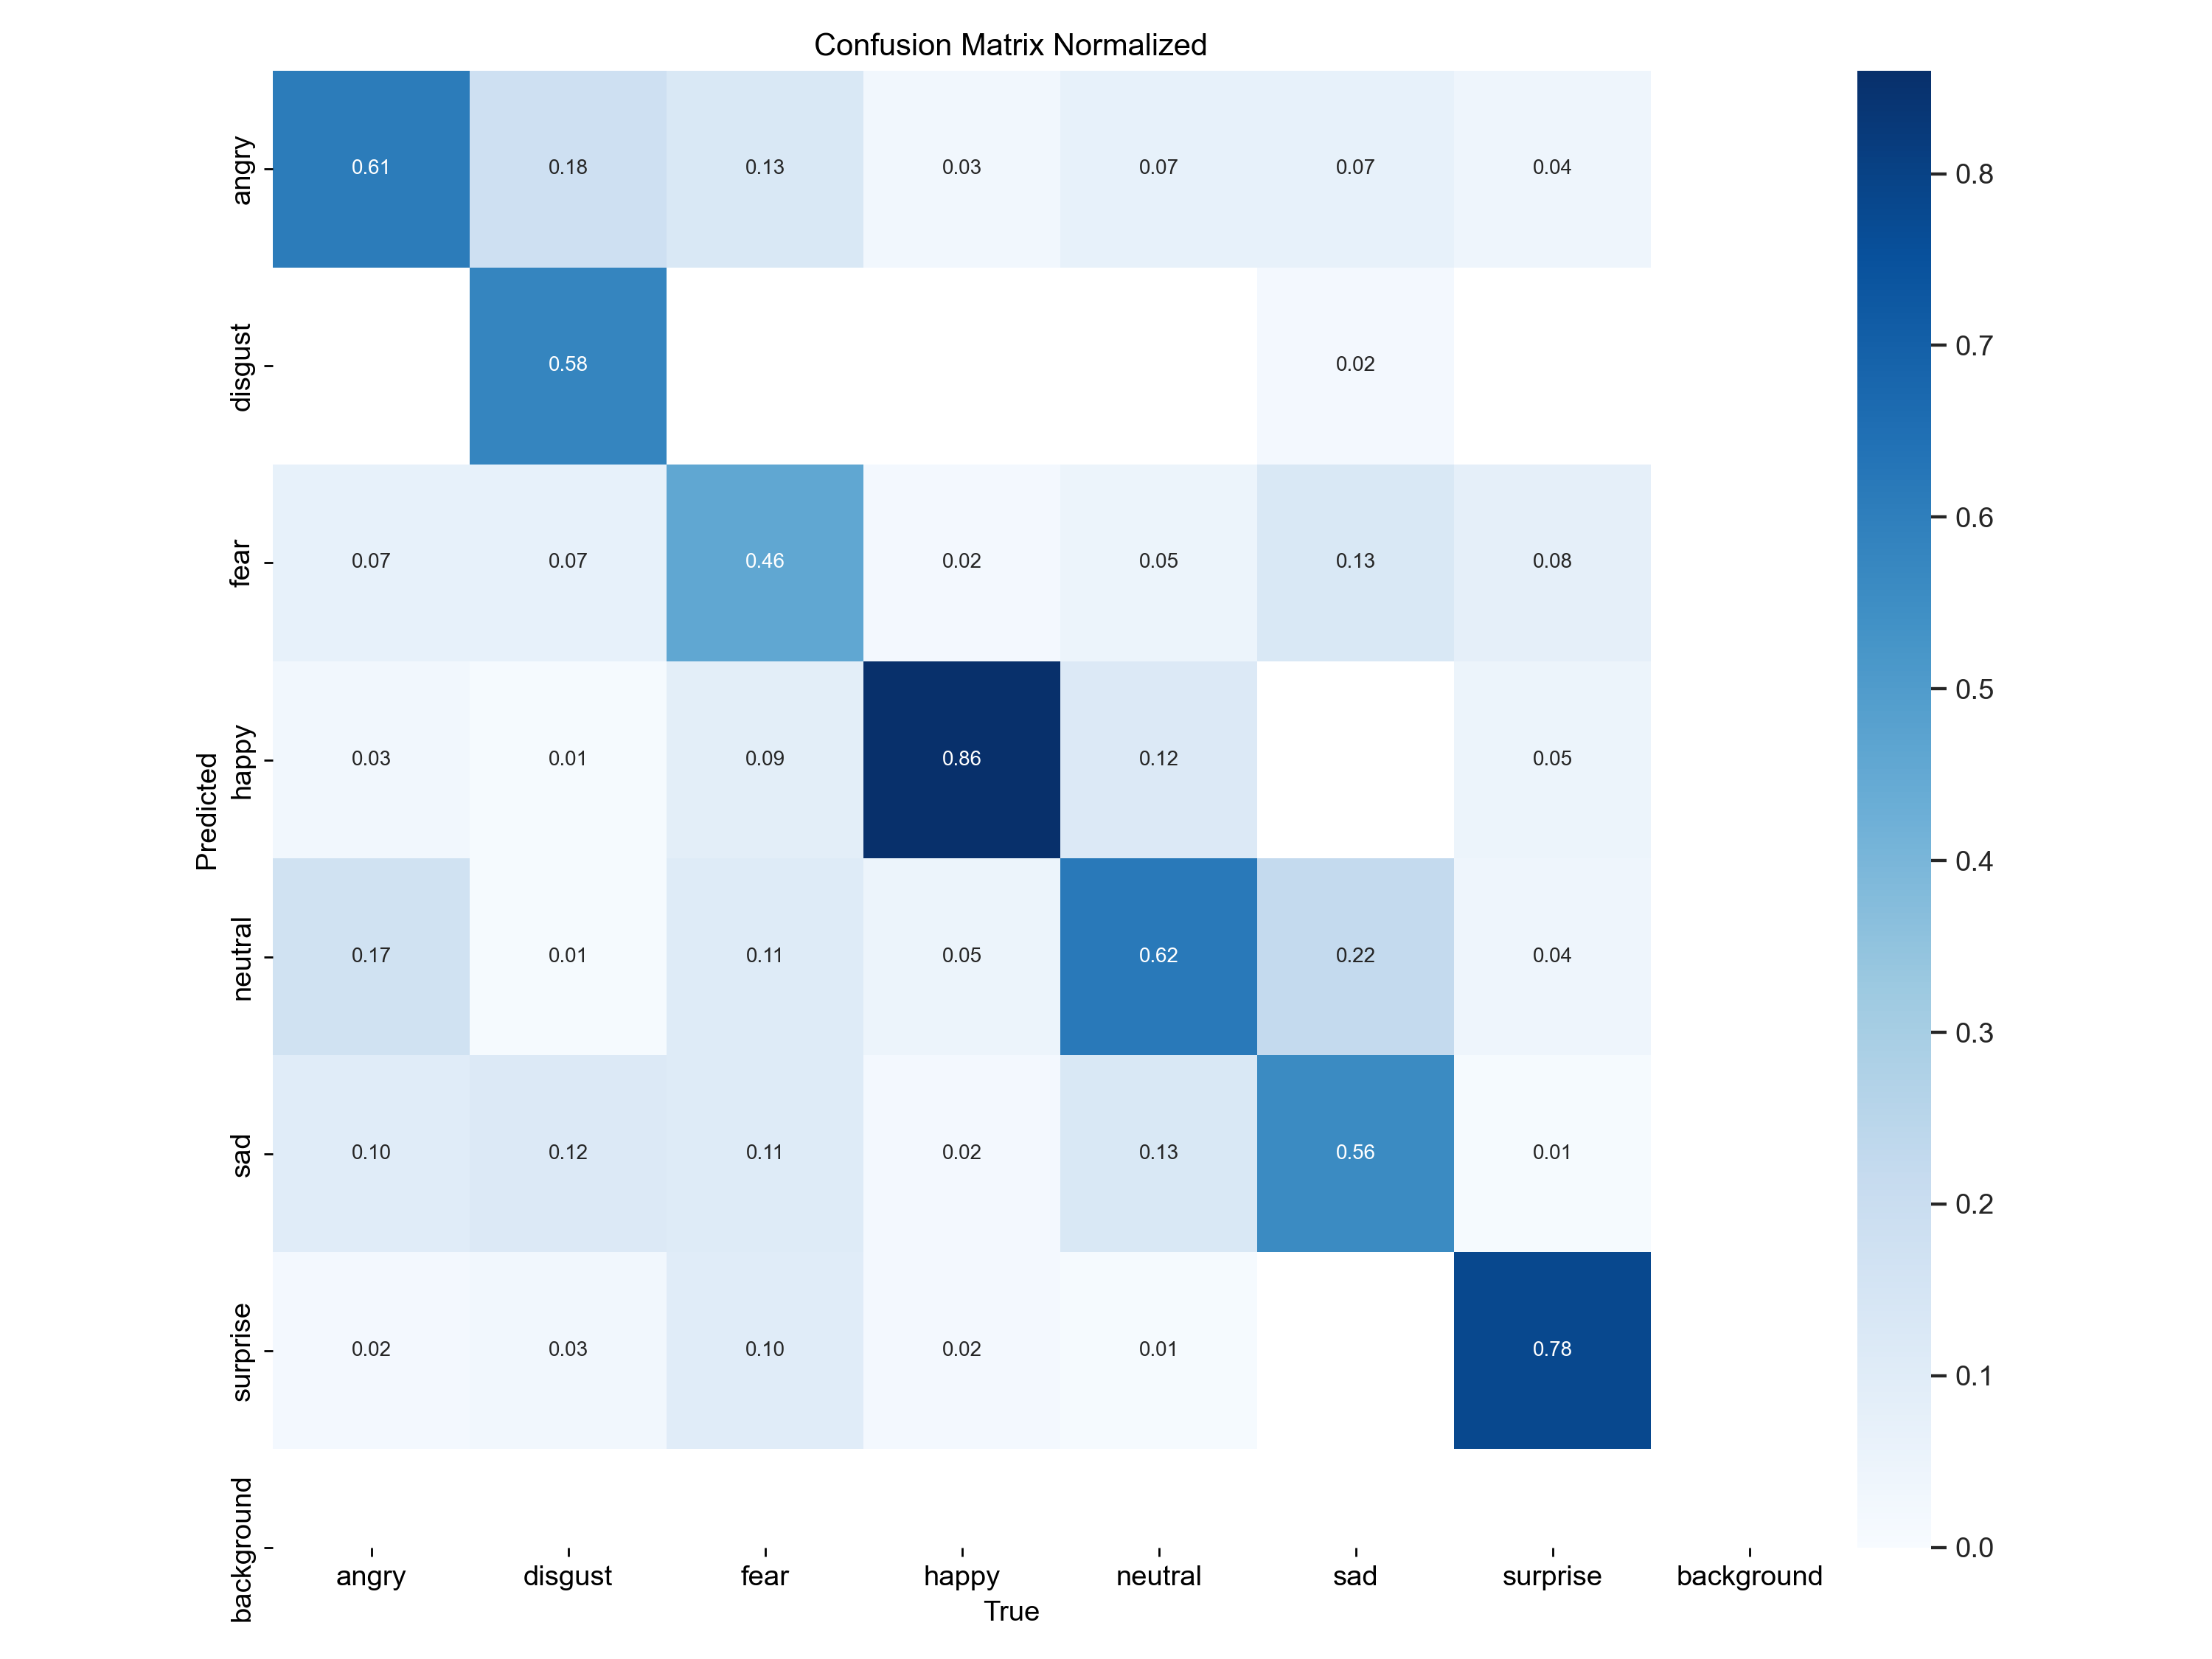 Confusion Matrix Normalized
angry 0.61 0.18 0.13 0.03 0.07 0.07 0.04
disgust 0.58 0.02
fear 0.07 0.07 0.46 0.02 0.05 0.13 0.08
happy 0.03 0.01 0.09 0.86 0.12 0.05
neutral 0.17 0.01 0.11 0.05 0.62 0.22 0.04
sad 0.10 0.12 0.11 0.02 0.13 0.56 0.01
surprise 0.02 0.03 0.10 0.02 0.01 0.78
background
Predicted
angry disgust fear happy neutral sad surprise background
True
0.8
0.7
0.6
0.5
0.4
0.3
0.2
0.1
0.0